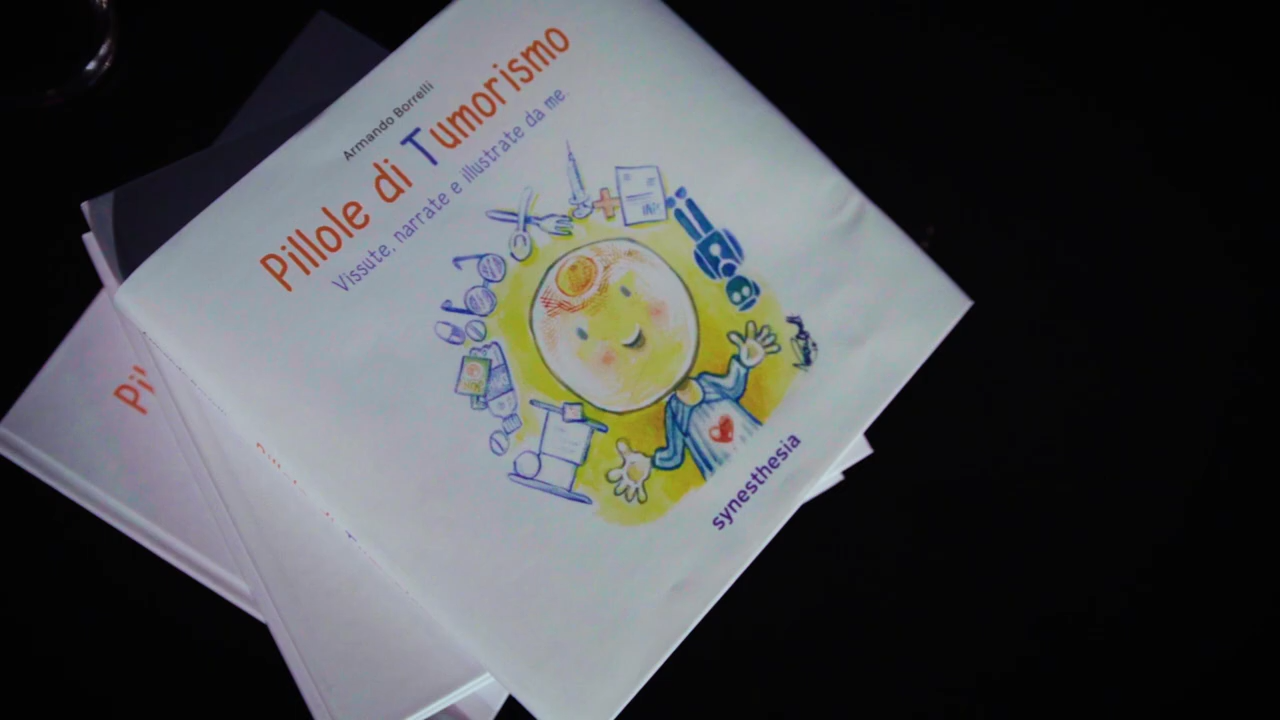 Armando Borrelli
Pillole di Tumorismo
Vissute, narrate e illustrate da me.
synesthesia